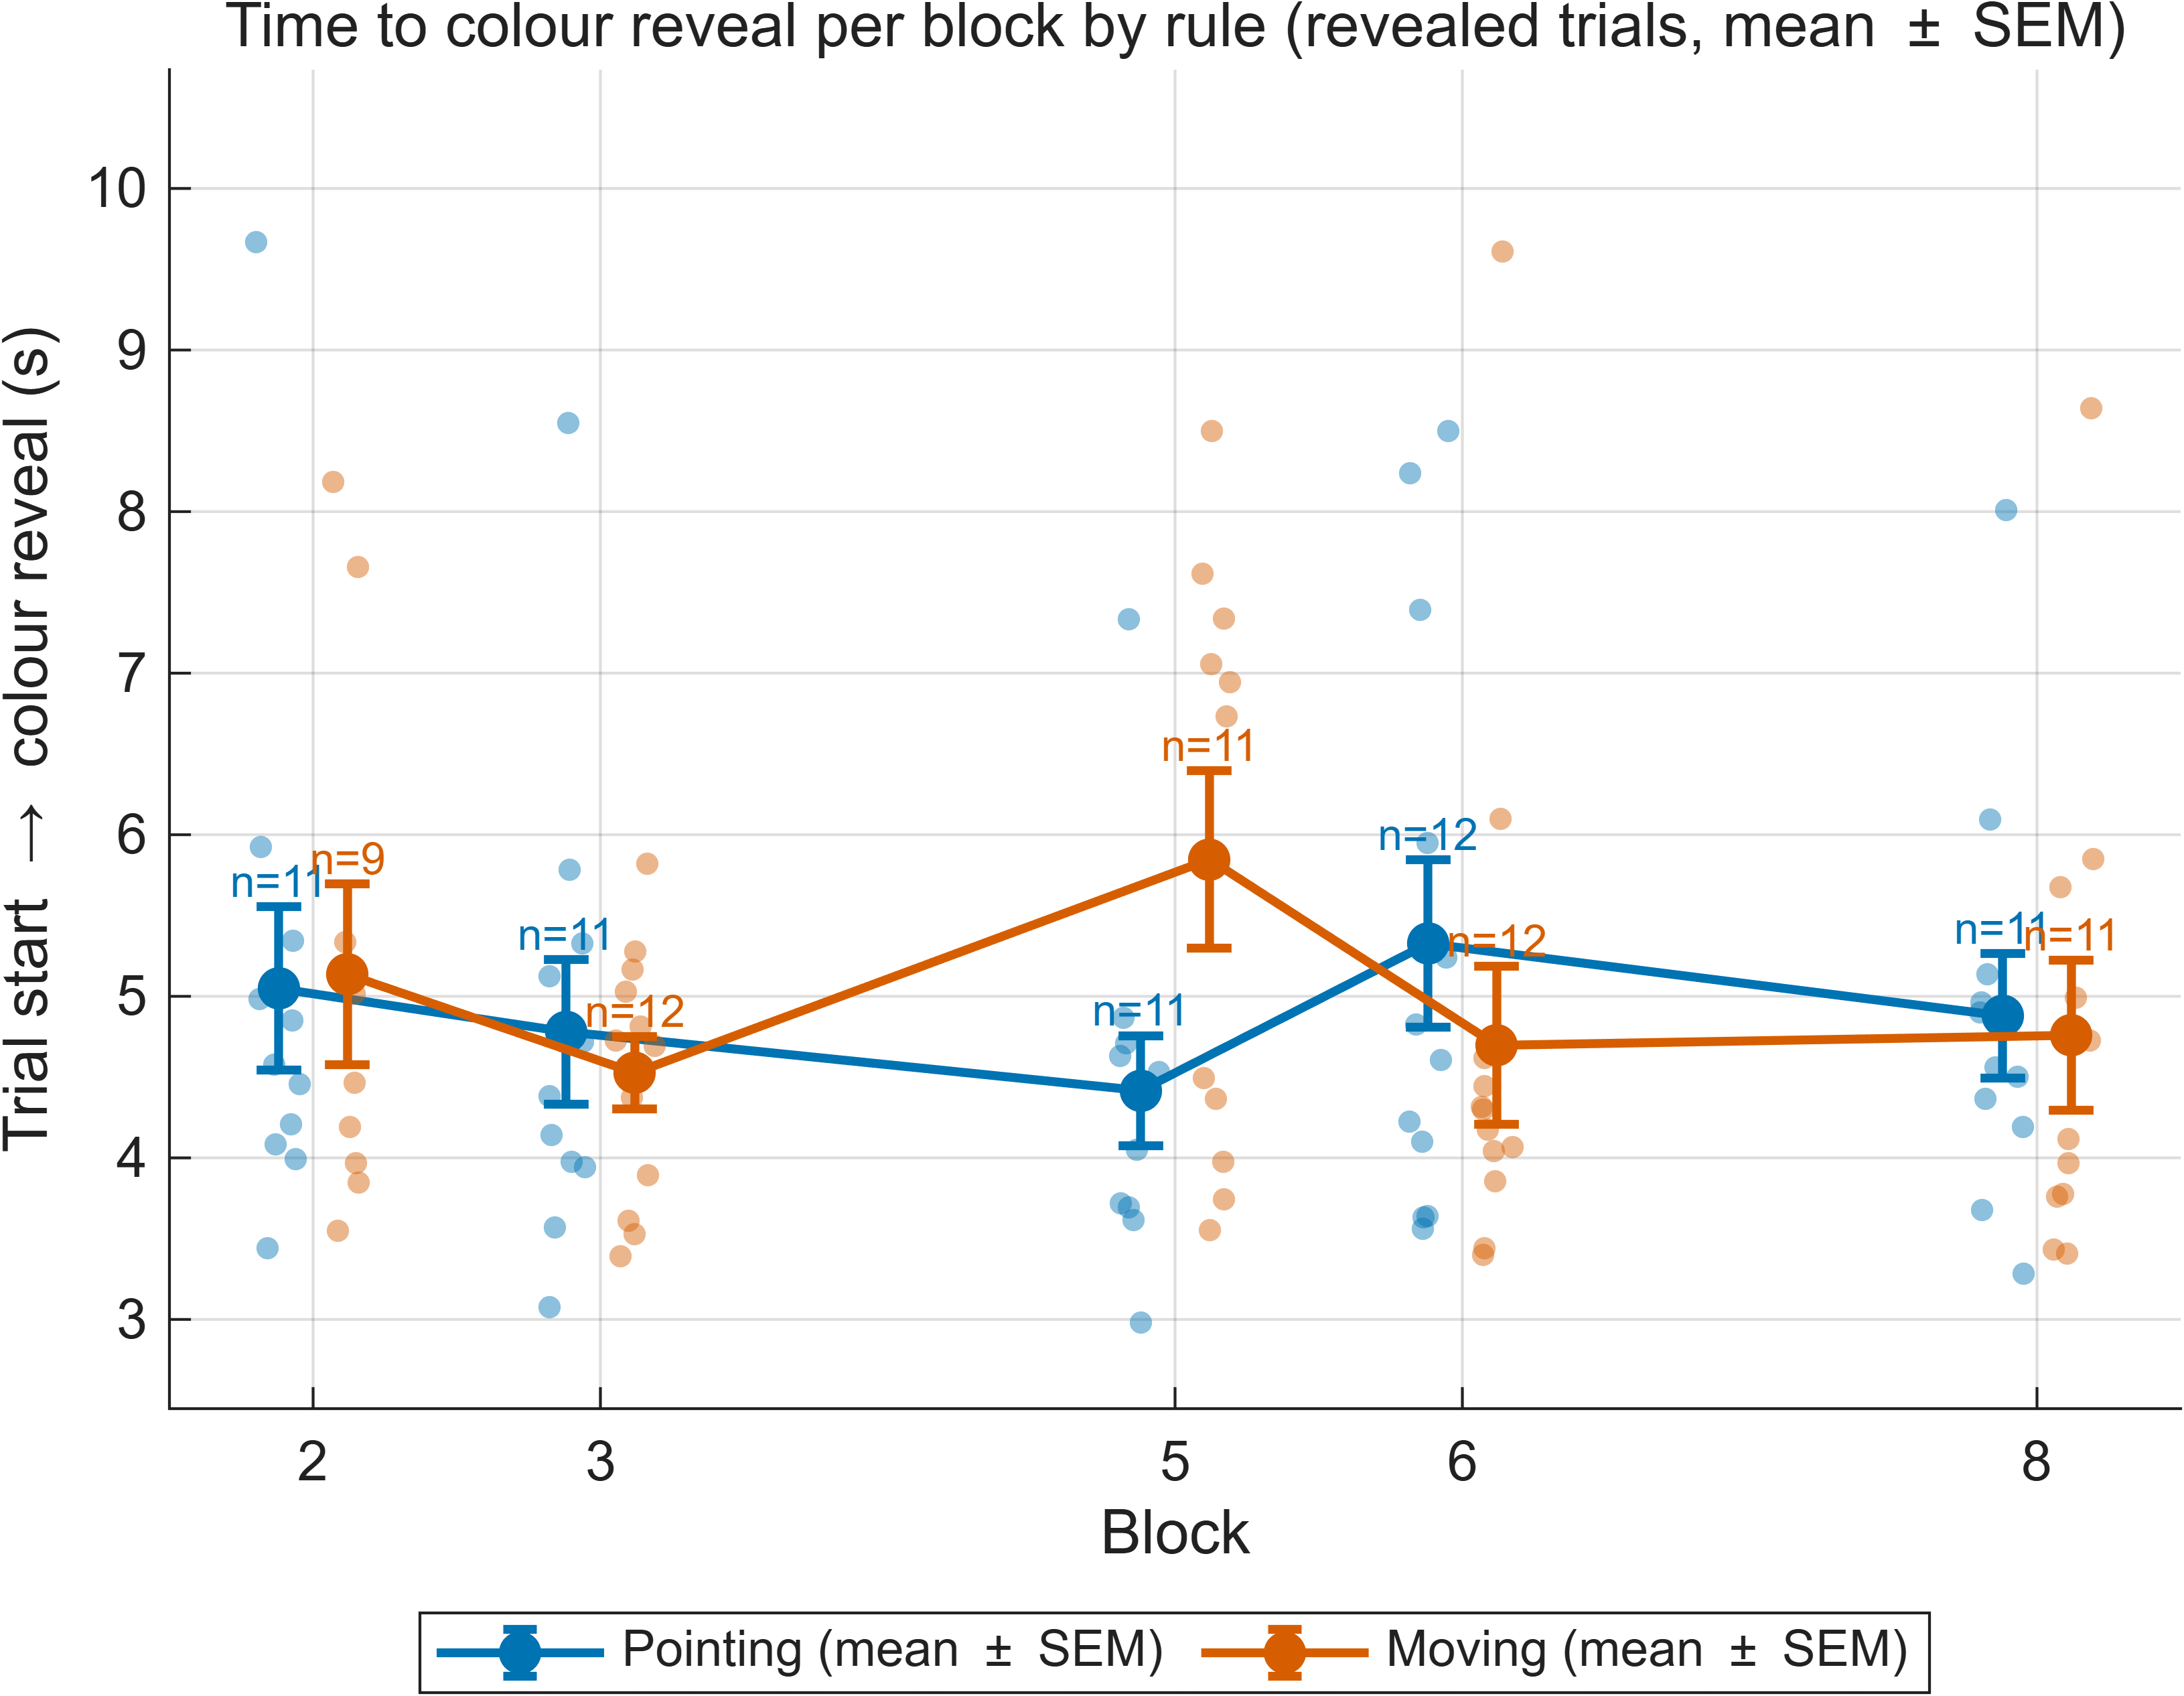 Time to colour reveal per block by rule (revealed trials, mean ± SEM)
Trial start → colour reveal (s)
10
9
8
7
6
5
4
3
n=11
n=9
n=11
n=12
n=11
n=11
n=12
n=12
n=11
n=11
2 3 5 6 8
Block
Pointing (mean ± SEM) Moving (mean ± SEM)